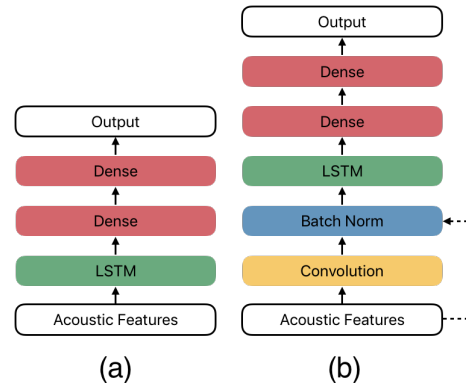 Output
Dense
Dense
LSTM
Acoustic Features
(a)
Output
Dense
Dense
LSTM
Batch Norm
Convolution
Acoustic Features
(b)